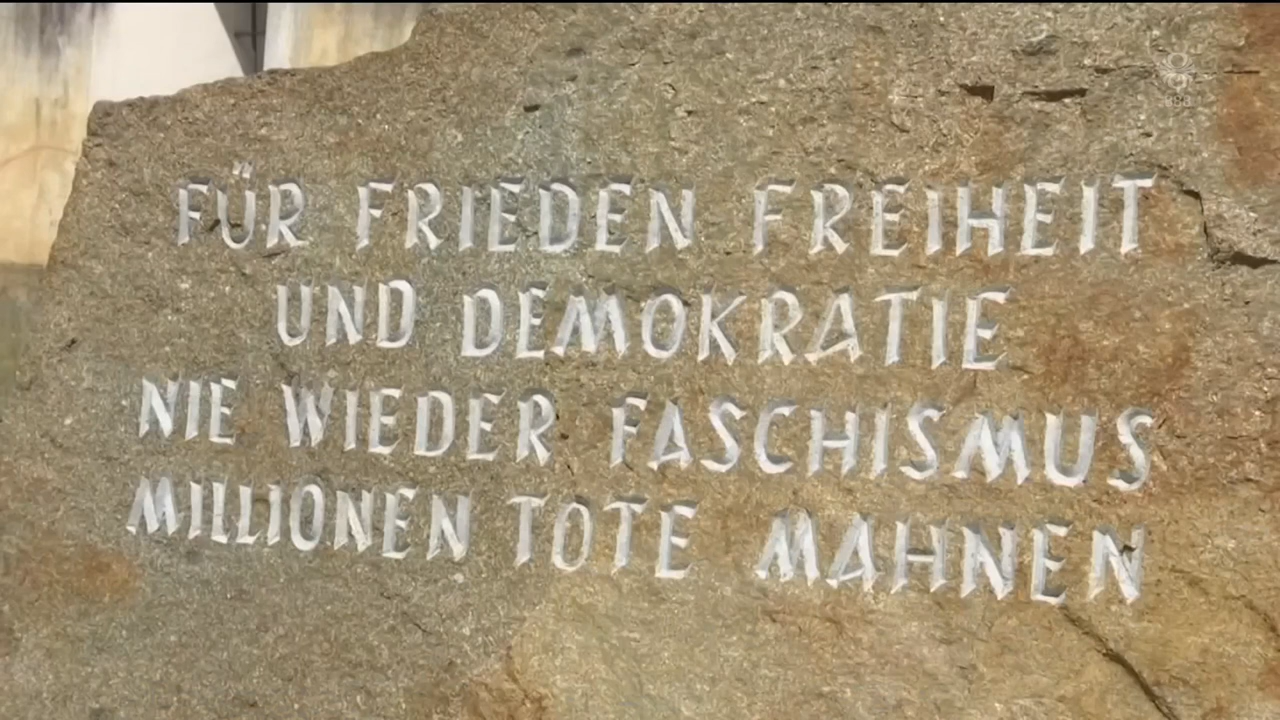 FÜR FRIEDEN FREIHEIT
UND DEMOKRATIE
NIE WIEDER FASCHISMUS
MILLIONEN TOTE MAHNEN